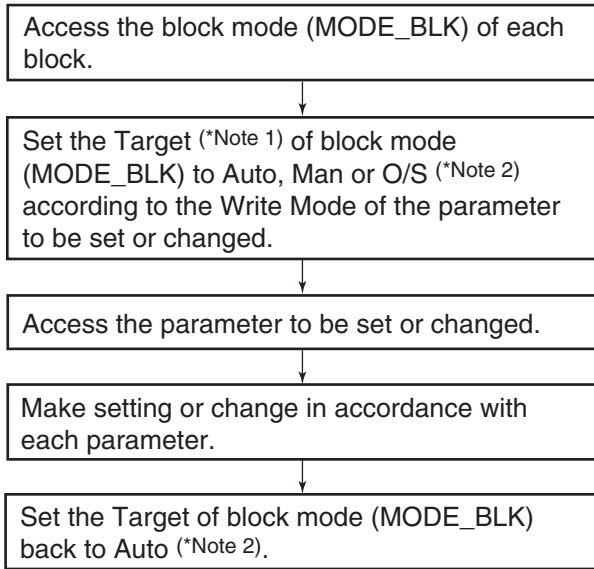 Access the block mode (MODE_BLK) of each
block.
Set the Target (*Note 1) of block mode
(MODE_BLK) to Auto, Man or O/S (*Note 2)
according to the Write Mode of the parameter
to be set or changed.
Access the parameter to be set or changed.
Make setting or change in accordance with
each parameter.
Set the Target of block mode (MODE_BLK)
back to Auto (*Note 2).